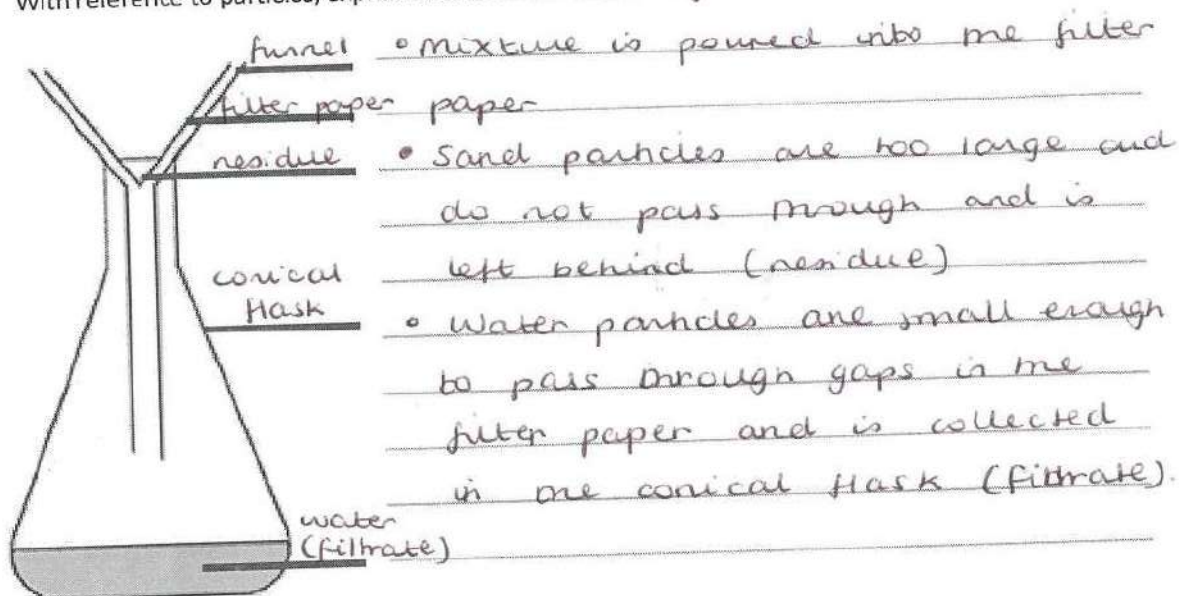 With reference to particles,
funnel • mixture is poured into the filter
filter paper paper
residue • Sand particles are too large and
do not pass through and is
left behind (residue)
conical
flask
• Water particles are small enough
to pass through gaps in the
filter paper and is collected
in the conical flask (filtrate).
water
(filtrate)